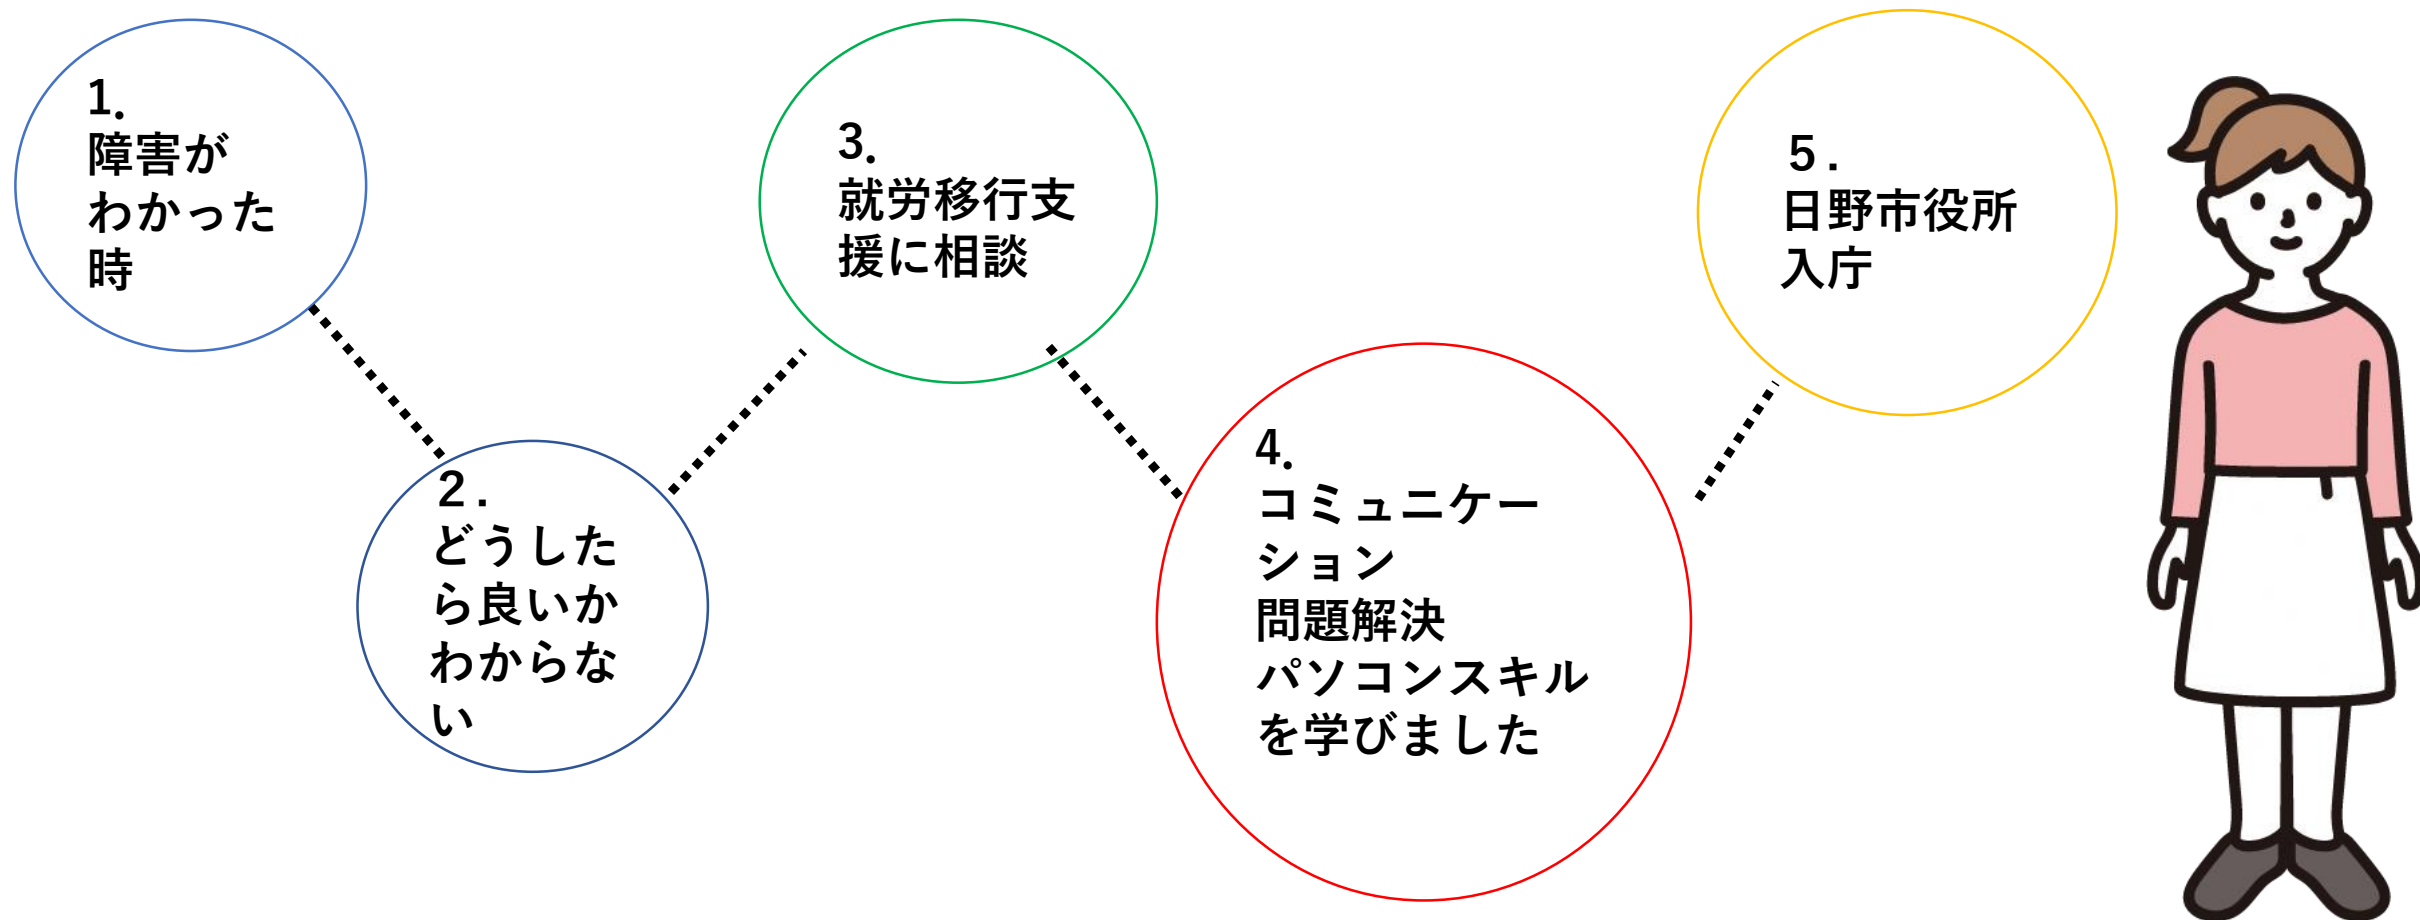 1.
障害が
わかった
時
２.
どうした
ら良いか
わからな
い
3.
就労移行支
援に相談
4.
コミュニケー
ション
問題解決
パソコンスキル
を学びました
５.
日野市役所
入庁